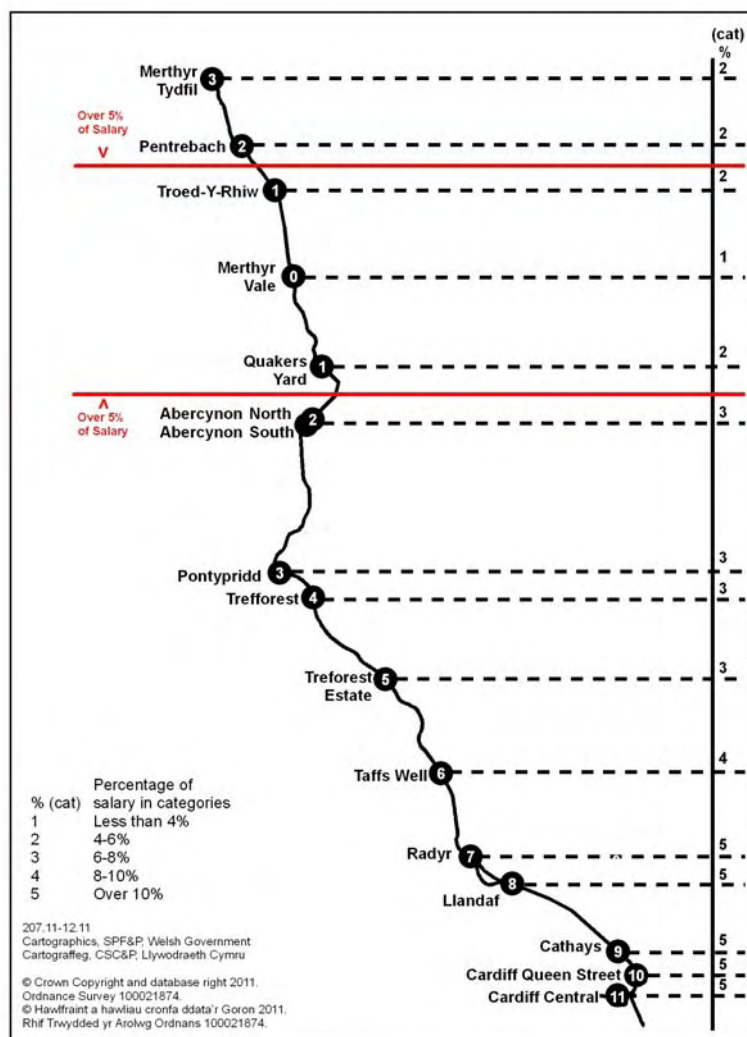 (cat)
%
Merthyr
Tydfil
3
2
Over 5%
of Salary
V
Pentrebach
2
2
Troed-Y-Rhiw
1
2
Merthyr
Vale
0
1
Quakers
Yard
1
2
V
Over 5%
of Salary
Abercynon North
Abercynon South
2
3
Pontypridd
3
3
Trefforest
4
3
Treforest
Estate
5
3
Taffs Well
6
4
Radyr
7
5
Llandaf
8
5
Cathays
9
5
Cardiff Queen Street
10
5
Cardiff Central
11
5
Percentage of
% (cat) salary in categories
1 Less than 4%
2 4-6%
3 6-8%
4 8-10%
5 Over 10%
207.11-12.11
Cartographics, SPF&P, Welsh Government
Cartograffeg, CSC&P, Llywodraeth Cymru
© Crown Copyright and database right 2011.
Ordnance Survey 100021874.
© Hawlfraint a hawliau cronfa ddata'r Goron 2011.
Rhif Trwydded yr Arolwg Ordnans 100021874.